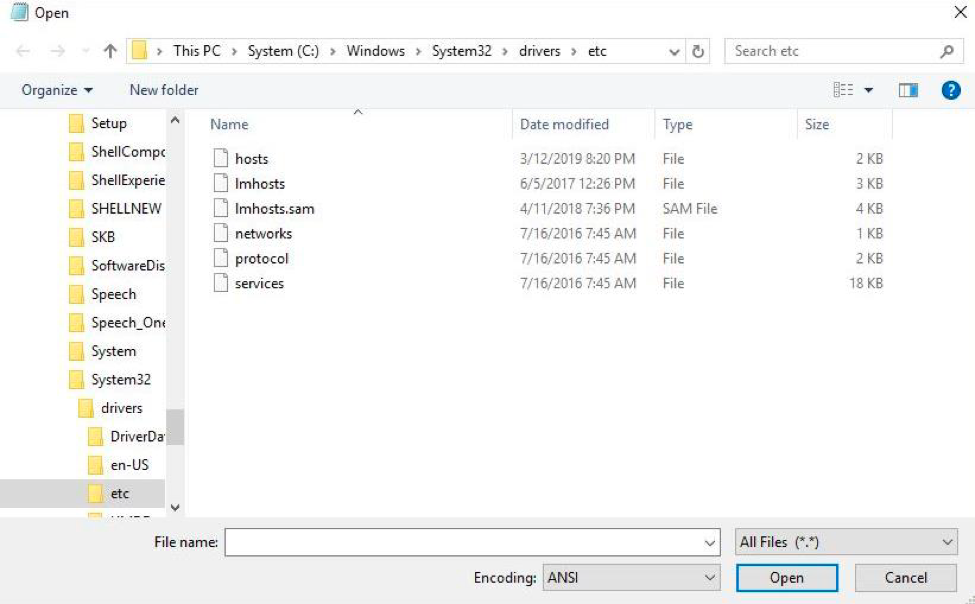 Open
This PC > System (C:) > Windows > System32 > drivers > etc
Search etc
Organize
New folder
Setup
ShellCompo
ShellExperie
SHELLNEW
SKB
SoftwareDis
Speech
Speech_One
System
System32
drivers
DriverDa
en-US
etc
Name Date modified Type Size
hosts 3/12/2019 8:20 PM File 2 KB
lmhosts 6/5/2017 12:26 PM File 3 KB
lmhosts.sam 4/11/2018 7:36 PM SAM File 4 KB
networks 7/16/2016 7:45 AM File 1 KB
protocol 7/16/2016 7:45 AM File 2 KB
services 7/16/2016 7:45 AM File 18 KB
File name:
All Files (*.*)
Encoding: ANSI
Open
Cancel